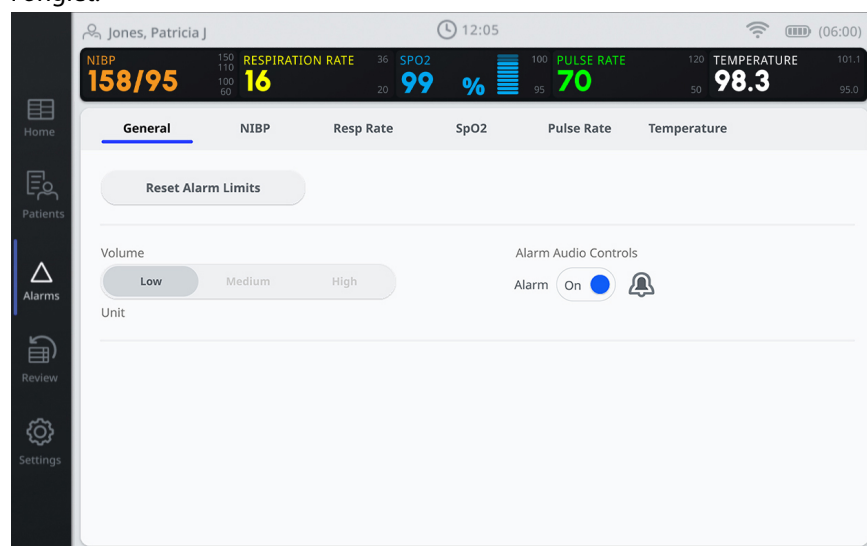 Jones, Patricia J 12:05 (06:00)
NIBP 150 110 RESPIRATION RATE 36 SPO2 100 PULSE RATE 120 TEMPERATURE 101.1
158/95 100 60 16 20 99 % 95 70 50 98.3 95.0
Home
General NIBP Resp Rate SpO2 Pulse Rate Temperature
Reset Alarm Limits
Patients
Volume Alarm Audio Controls
Low Medium High Alarm On
Alarms
Unit
Review
Settings